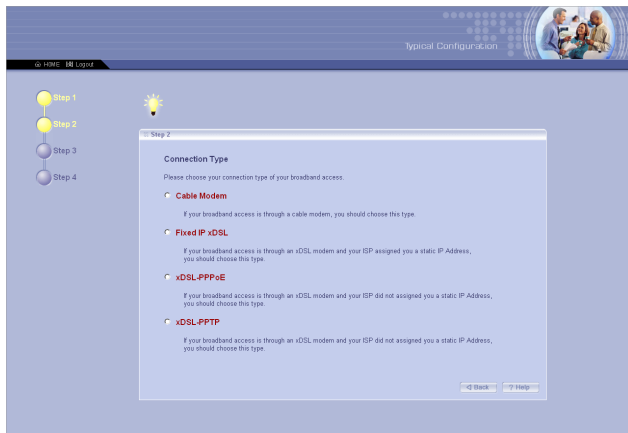 Typical Configuration
HOME Logout
Step 1
Step 2
Step 3
Step 4
Step 2
Connection Type
Please choose your connection type of your broadband access.
Cable Modem
If your broadband access is through a cable modem, you should choose this type.
Fixed IP xDSL
If your broadband access is through an xDSL modem and your ISP assigned you a static IP Address,
you should choose this type.
xDSL-PPPoE
If your broadband access is through an xDSL modem and your ISP did not assigned you a static IP Address,
you should choose this type.
xDSL-PPTP
If your broadband access is through an xDSL modem and your ISP did not assigned you a static IP Address,
you should choose this type.
Back ? Help